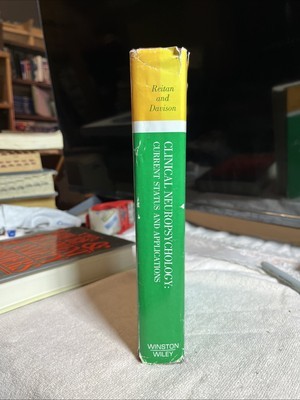 Reitan
and
Davison
CLINICAL NEUROPSYCHOLOGY:
CURRENT STATUS AND APPLICATIONS
WINSTON
WILEY